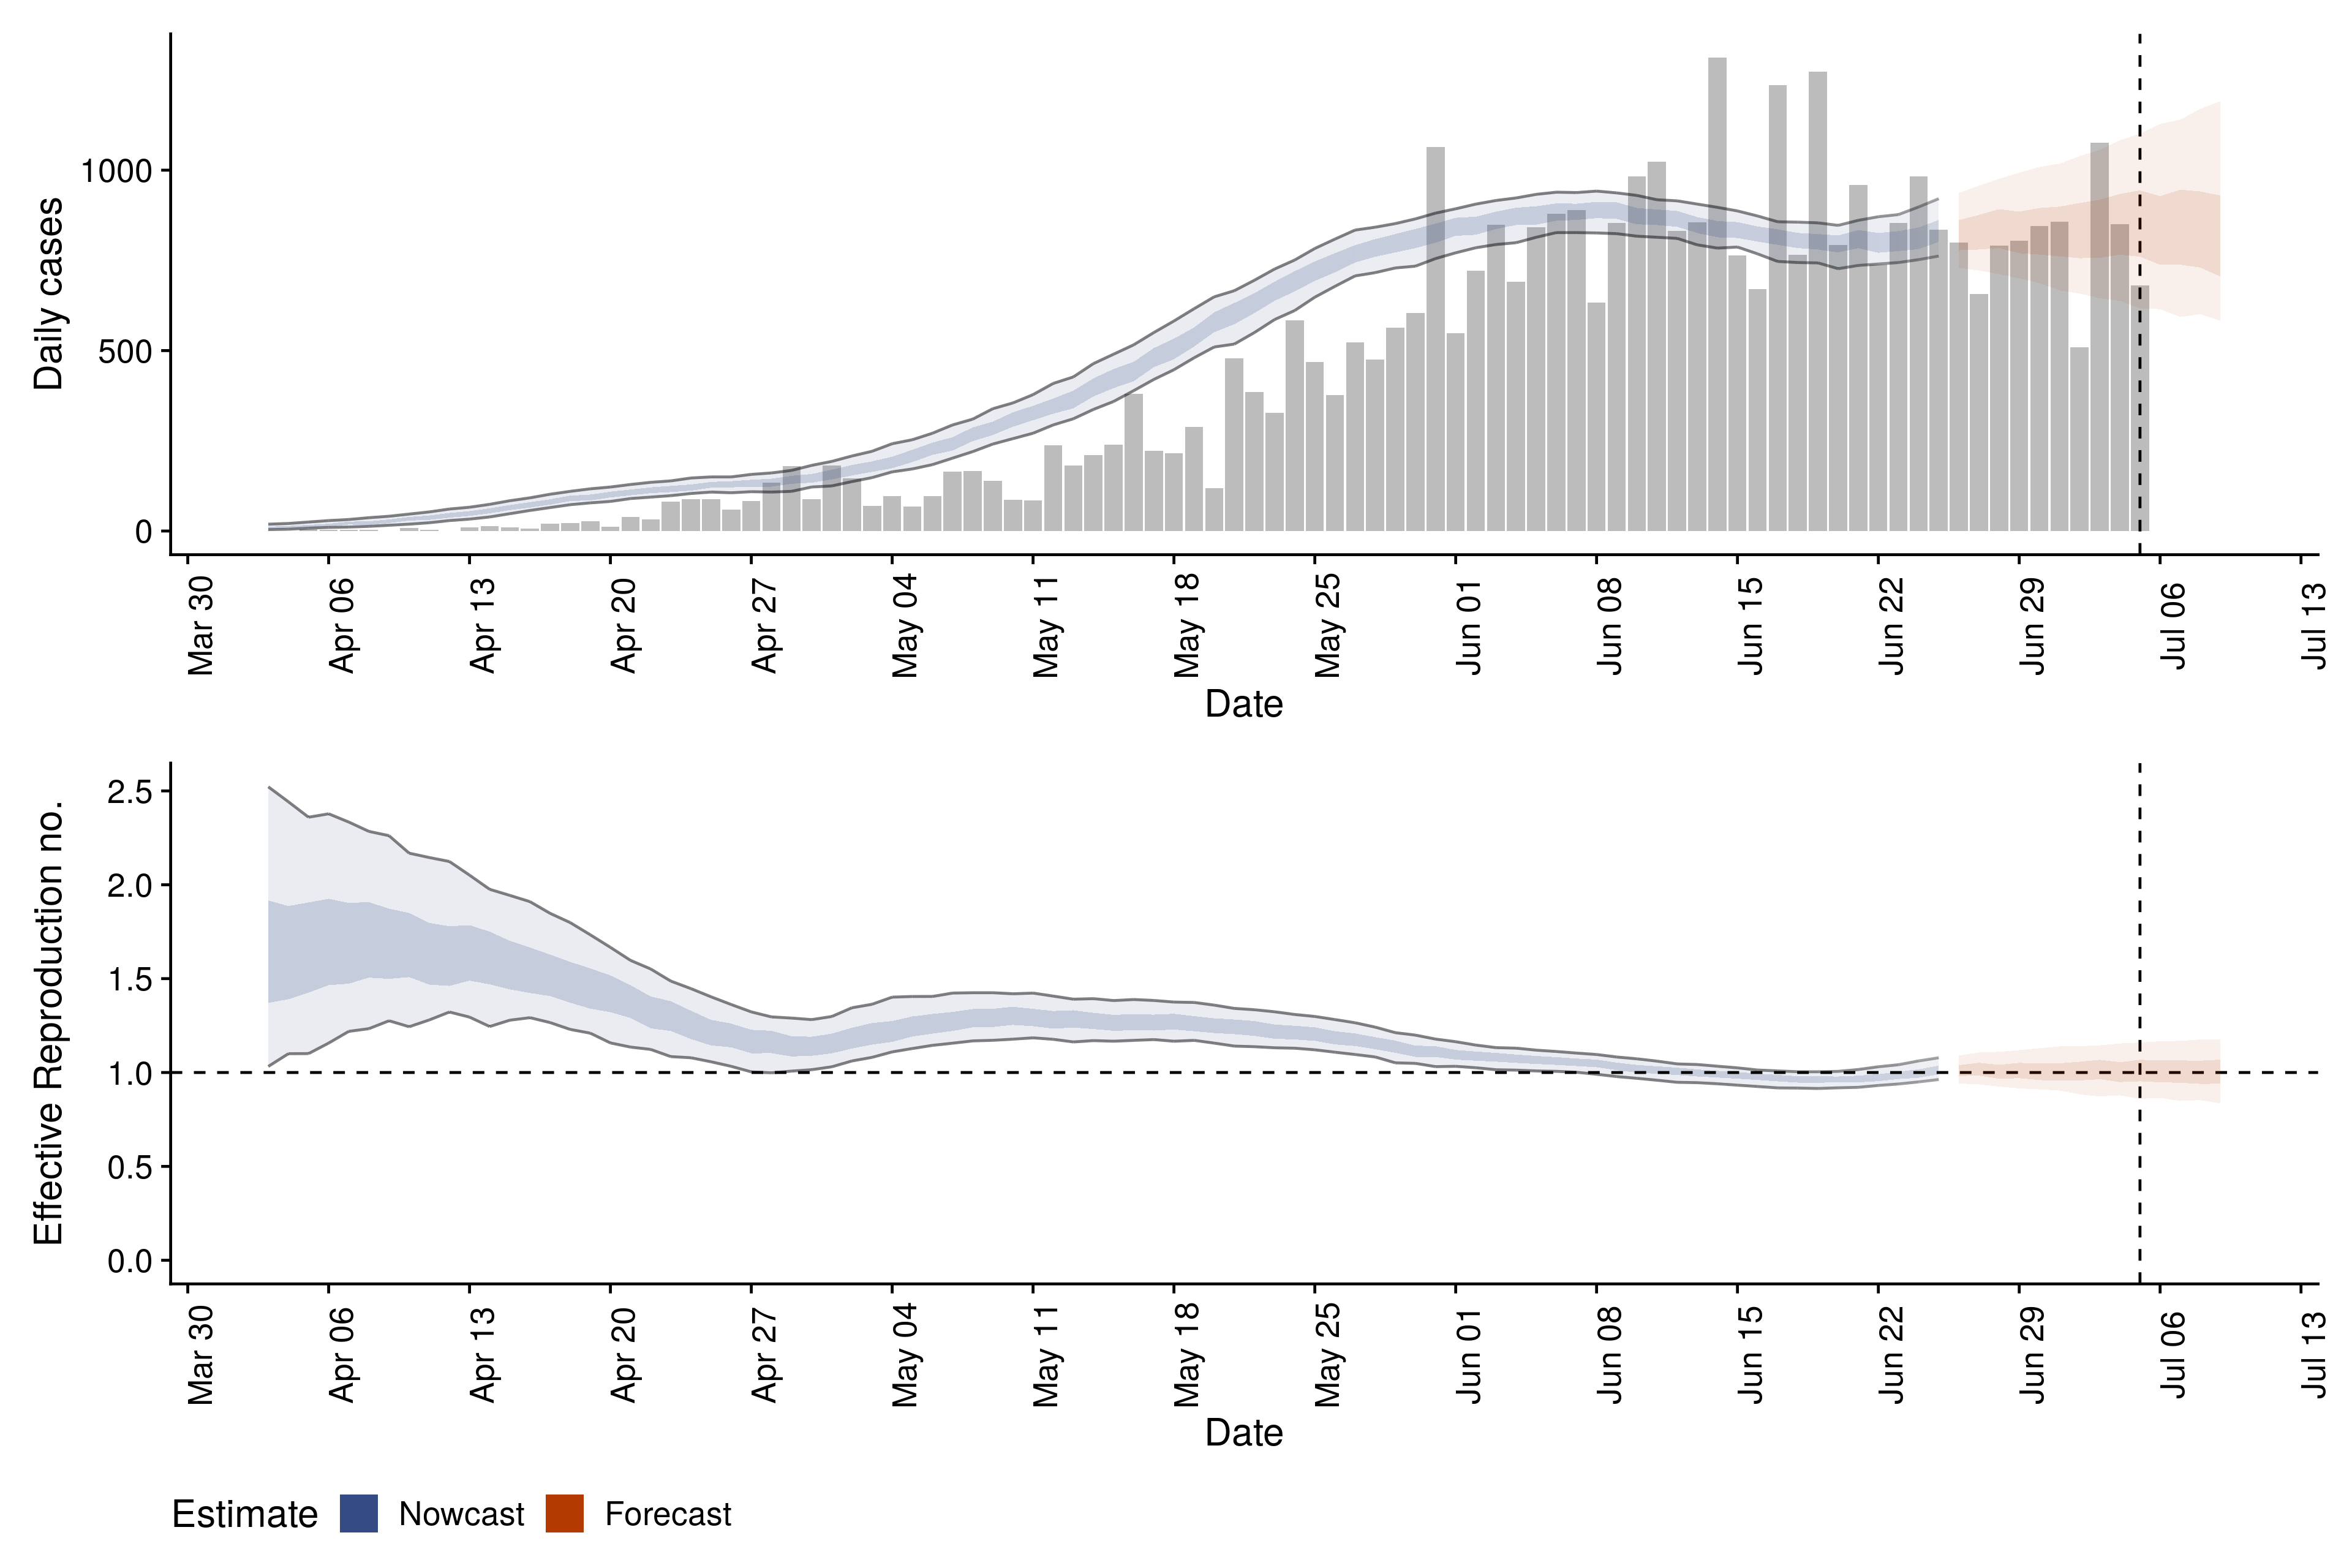 Daily cases
1000
500
0
Mar 30
Apr 06
Apr 13
Apr 20
Apr 27
May 04
May 11
May 18
May 25
Jun 01
Jun 08
Jun 15
Jun 22
Jun 29
Jul 06
Jul 13
Date
Effective Reproduction no.
2.5
2.0
1.5
1.0
0.5
0.0
Mar 30
Apr 06
Apr 13
Apr 20
Apr 27
May 04
May 11
May 18
May 25
Jun 01
Jun 08
Jun 15
Jun 22
Jun 29
Jul 06
Jul 13
Date
Estimate Nowcast Forecast